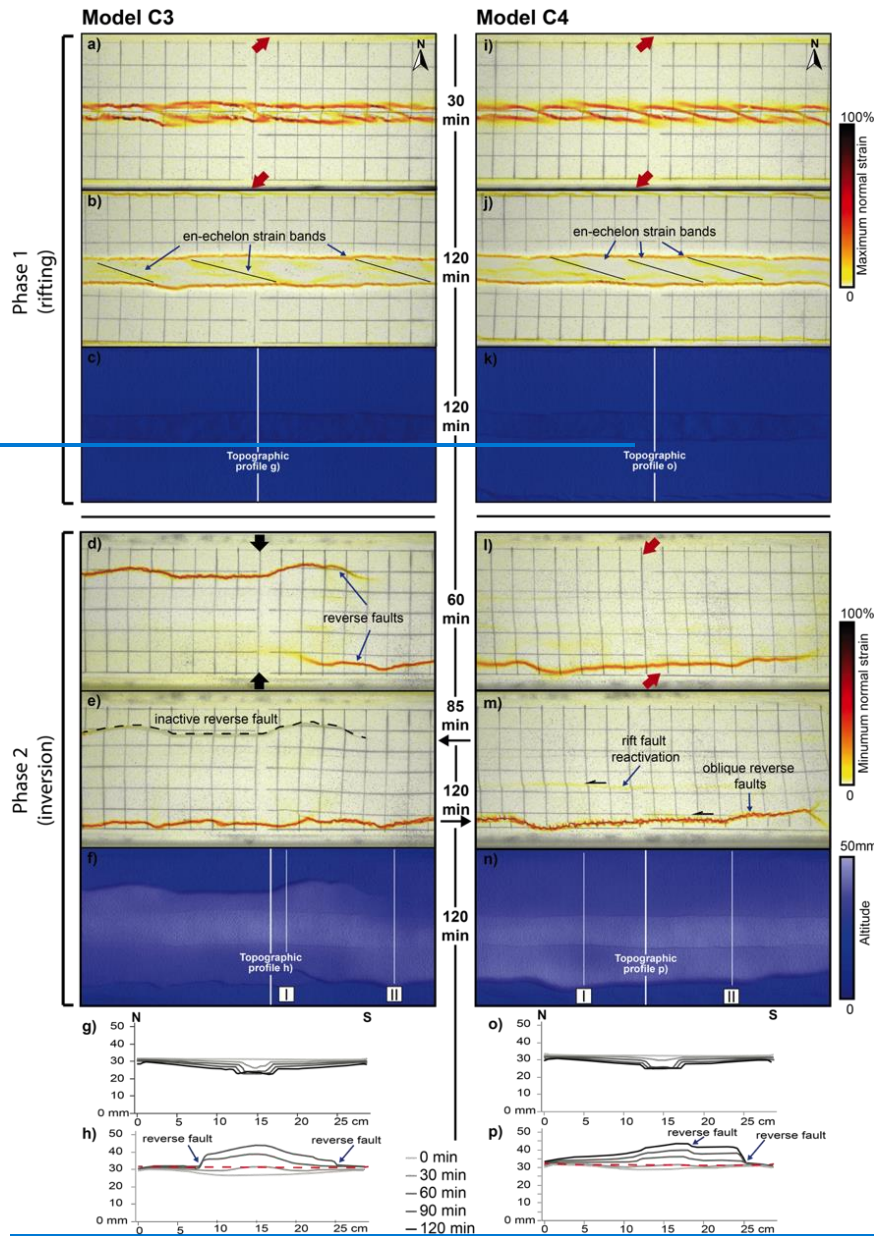 Model C3
Model C4
Phase 1
(rifting)
a)
N
30
min
i)
N
100%
Maximum normal strain
0
b)
en-echelon strain bands
120
min
j)
en-echelon strain bands
c)
Topographic
profile g)
120
min
k)
Topographic
profile o)
Phase 2
(inversion)
d)
reverse faults
60
min
l)
100%
Minumum normal strain
0
e)
inactive reverse fault
85
min
120
min
m)
rift fault
reactivation
oblique reverse
faults
f)
Topographic
profile h)
I
II
120
min
n)
Topographic
profile p)
I
II
50mm
Altitude
0
N
S
g)
50
40
30
20
10
0 mm
0
5
10
15
20
25 cm
N
S
o)
50
40
30
20
10
0 mm
0
5
10
15
20
25 cm
h)
reverse fault
reverse fault
50
40
30
20
10
0 mm
0
5
10
15
20
25 cm
0 min
30 min
60 min
90 min
120 min
p)
reverse fault
reverse fault
50
40
30
20
10
0 mm
0
5
10
15
20
25 cm